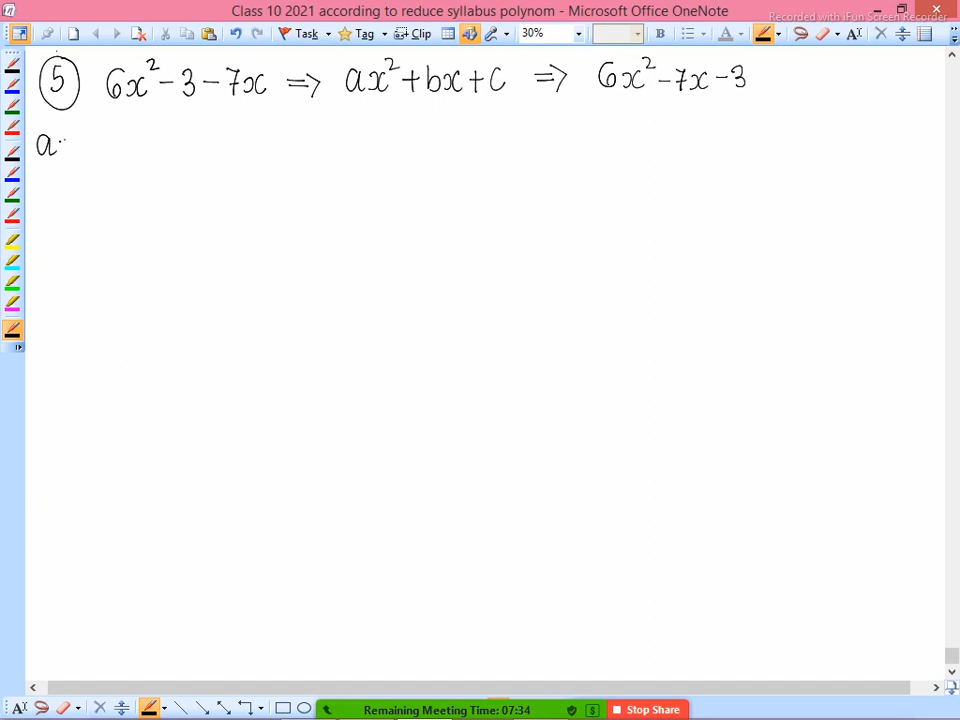 Class 10 2021 according to reduce syllabus polynom - Microsoft Office OneNote
Recorded with iFun Screen Recorder
Task Tag Clip 30% B A
⑤ 6x² - 3 - 7x ⇒ ax² + bx + c ⇒ 6x² - 7x - 3
a
Remaining Meeting Time: 07:34 $ Stop Share